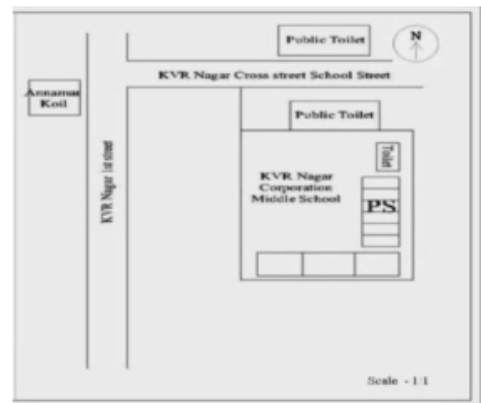 Public Toilet
N
KVR Nagar Cross street School Street
Annamar
Koil
Public Toilet
KVR Nagar 1st street
Toilet
KVR Nagar
Corporation
Middle School
PS
Scale - 1:1